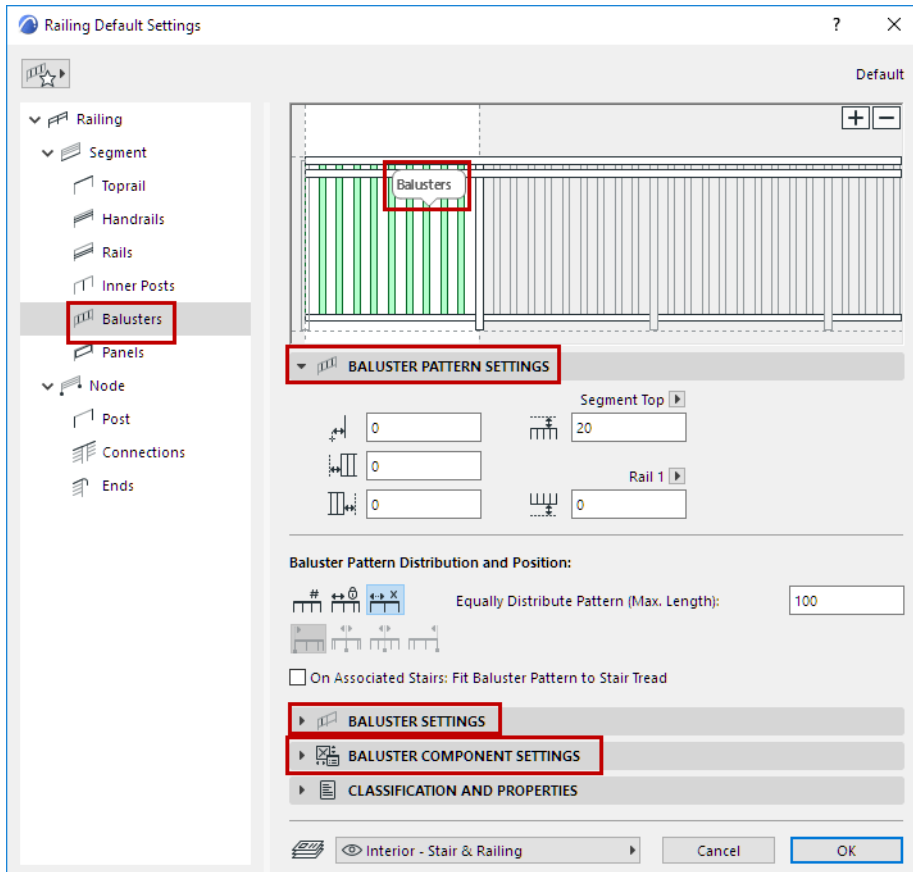 Railing Default Settings
?
Default
Railing
Segment
Toprail
Handrails
Rails
Inner Posts
Balusters
Panels
Node
Post
Connections
Ends
Balusters
BALUSTER PATTERN SETTINGS
Segment Top
0
20
0
Rail 1
0
0
Baluster Pattern Distribution and Position:
# X
Equally Distribute Pattern (Max. Length): 100
On Associated Stairs: Fit Baluster Pattern to Stair Tread
BALUSTER SETTINGS
BALUSTER COMPONENT SETTINGS
CLASSIFICATION AND PROPERTIES
Interior - Stair & Railing
Cancel
OK